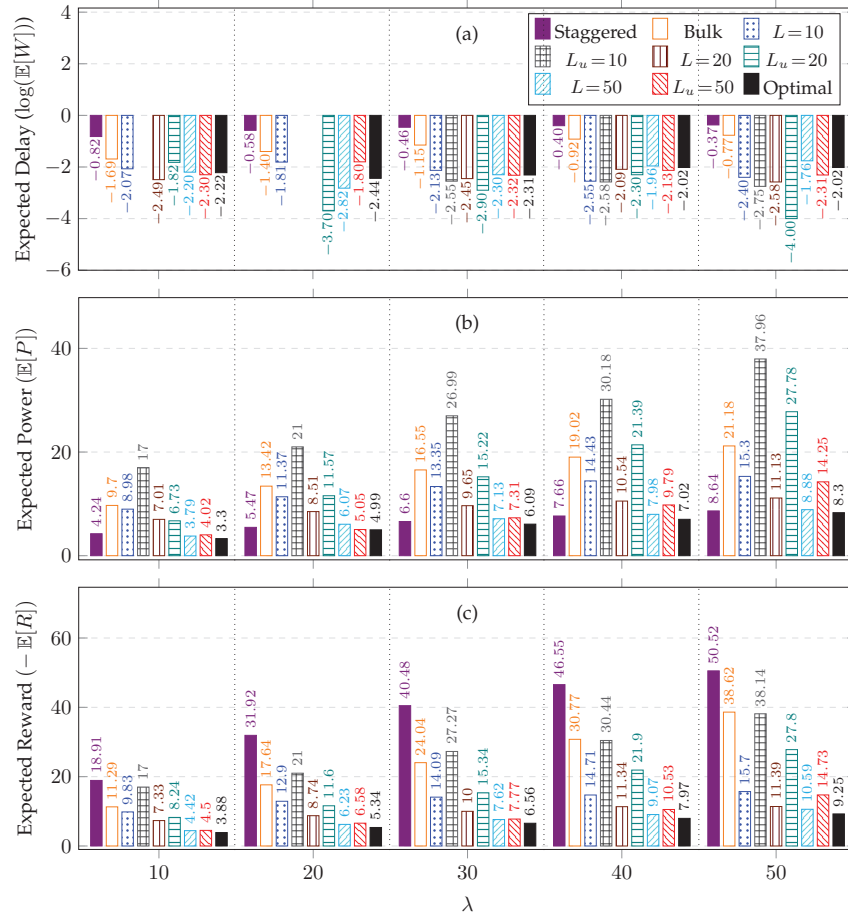 (a)
Staggered Bulk L=10
L_u=10 L=20 L_u=20
L=50 L_u=50 Optimal
Expected Delay (log(𝔼[W]))
4
2
0
−2
−4
−6
−0.82 −1.69 −2.07 −2.49 −1.82 −2.20 −2.30 −2.22
−0.58 −1.40 −1.81 −3.70 −2.82 −1.80 −2.44
−0.46 −1.15 −2.13 −2.55 −2.45 −2.90 −2.30 −2.32 −2.31
−0.40 −0.92 −2.55 −2.58 −2.09 −2.30 −1.96 −2.13 −2.02
−0.37 −0.77 −2.40 −2.75 −2.58 −4.00 −1.76 −2.31 −2.02
10 20 30 40 50
(b)
Expected Power (𝔼[P])
40
20
0
4.24 9.7 8.98 17 7.01 6.73 3.79 4.02 3.3
5.47 13.42 11.37 21 8.51 11.57 6.07 5.05 4.99
6.6 16.55 13.35 26.99 9.65 15.22 7.13 7.31 6.09
7.66 19.02 14.43 30.18 10.54 21.39 7.98 9.79 7.02
8.64 21.18 15.3 37.96 11.13 27.78 8.88 14.25 8.3
10 20 30 40 50
(c)
Expected Reward (− 𝔼[R])
60
40
20
0
18.91 11.29 9.83 17 7.33 8.24 4.42 4.5 3.88
31.92 17.64 12.9 21 8.74 11.6 6.23 6.58 5.34
40.48 24.04 14.09 27.27 10 15.34 7.62 7.77 6.56
46.55 30.77 14.71 30.44 11.34 21.9 9.07 10.53 7.97
50.52 38.62 15.7 38.14 11.39 27.8 10.59 14.73 9.25
10 20 30 40 50
λ